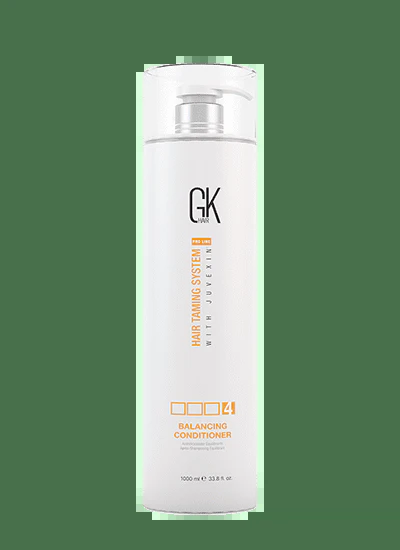 GK
HAIR
PRO LINE
HAIR TAMING SYSTEM
WITH JUVEXIN
4
BALANCING
CONDITIONER
1000 ml ℮ 33.8 fl. oz.